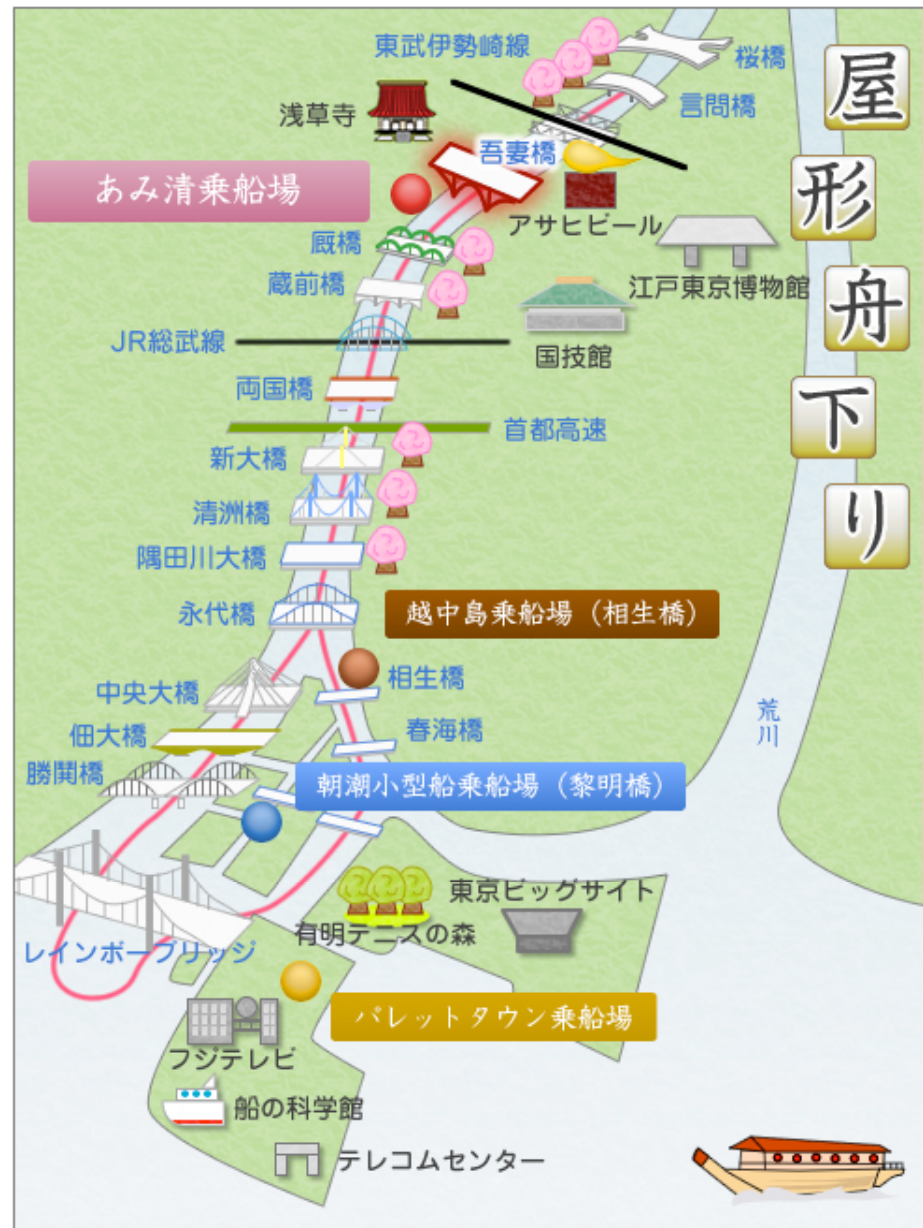 屋形舟下り
東武伊勢崎線
桜橋
言問橋
浅草寺
吾妻橋
あみ清乗船場
アサヒビール
厩橋
江戸東京博物館
蔵前橋
JR総武線
国技館
両国橋
首都高速
新大橋
清洲橋
隅田川大橋
永代橋
越中島乗船場（相生橋）
中央大橋
相生橋
荒川
佃大橋
春海橋
勝鬨橋
朝潮小型船乗船場（黎明橋）
東京ビッグサイト
有明テニスの森
レインボーブリッジ
パレットタウン乗船場
フジテレビ
船の科学館
テレコムセンター